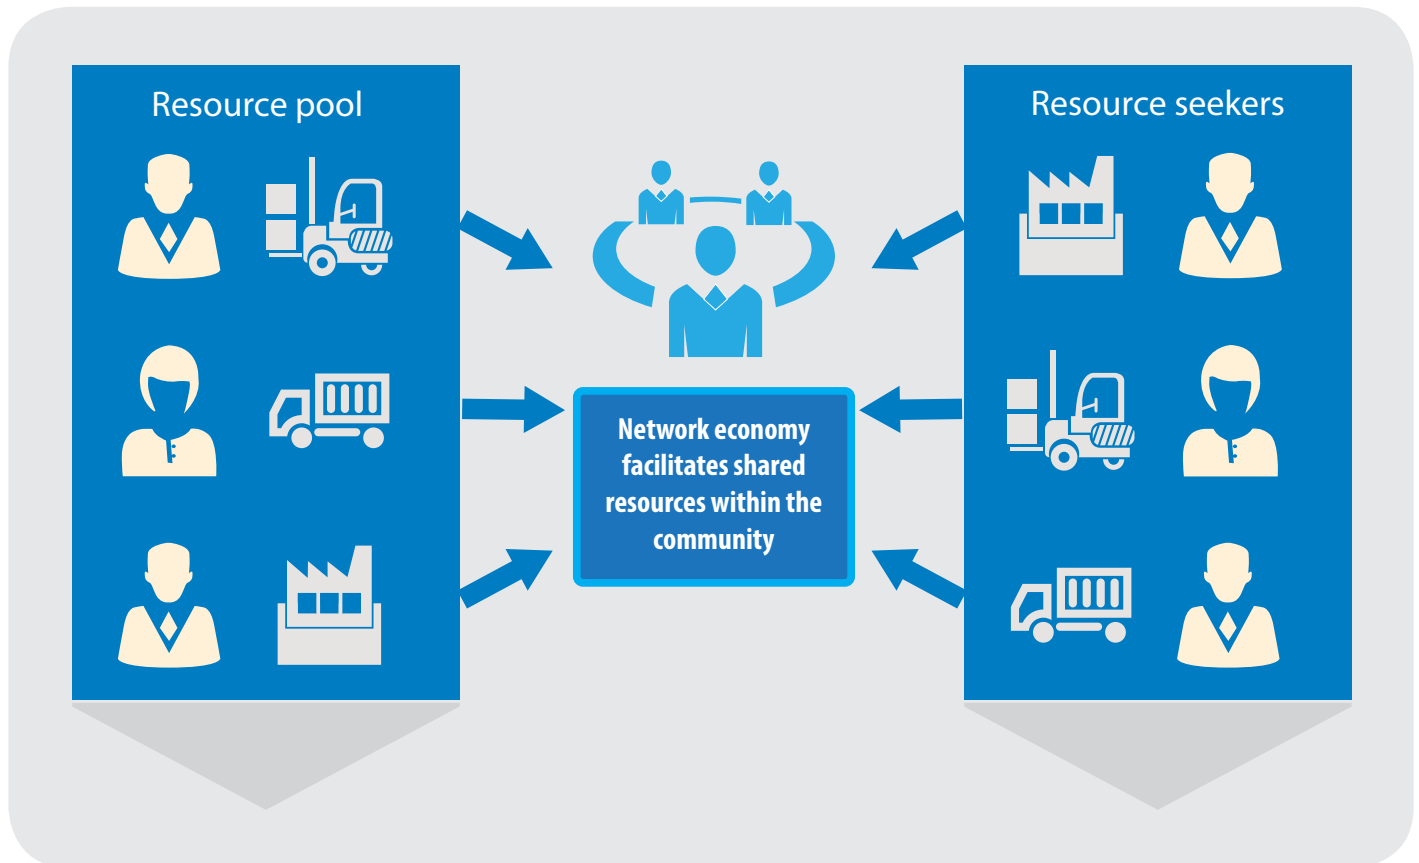 Resource pool
Resource seekers
Network economy
facilitates shared
resources within the
community